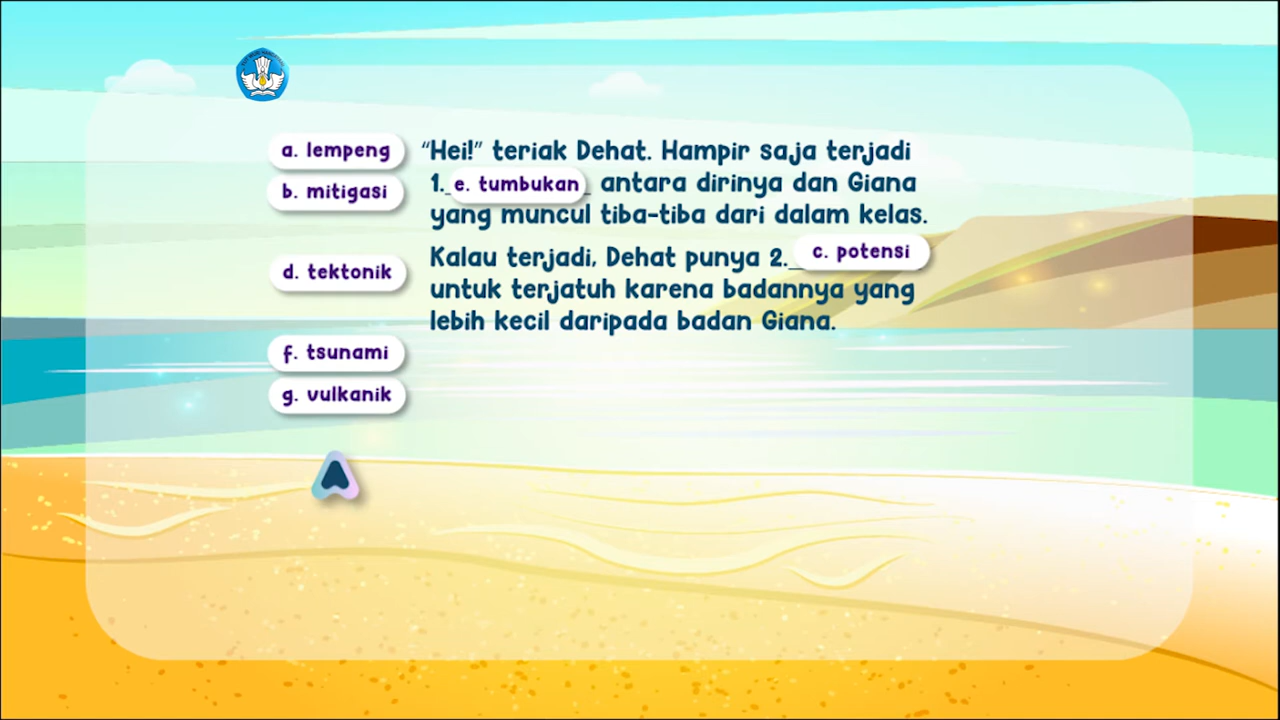 a. lempeng
b. mitigasi
d. tektonik
f. tsunami
g. vulkanik
“Hei!” teriak Dehat. Hampir saja terjadi
1._ e. tumbukan _ antara dirinya dan Giana
yang muncul tiba-tiba dari dalam kelas.
Kalau terjadi, Dehat punya 2._ c. potensi
untuk terjatuh karena badannya yang
lebih kecil daripada badan Giana.